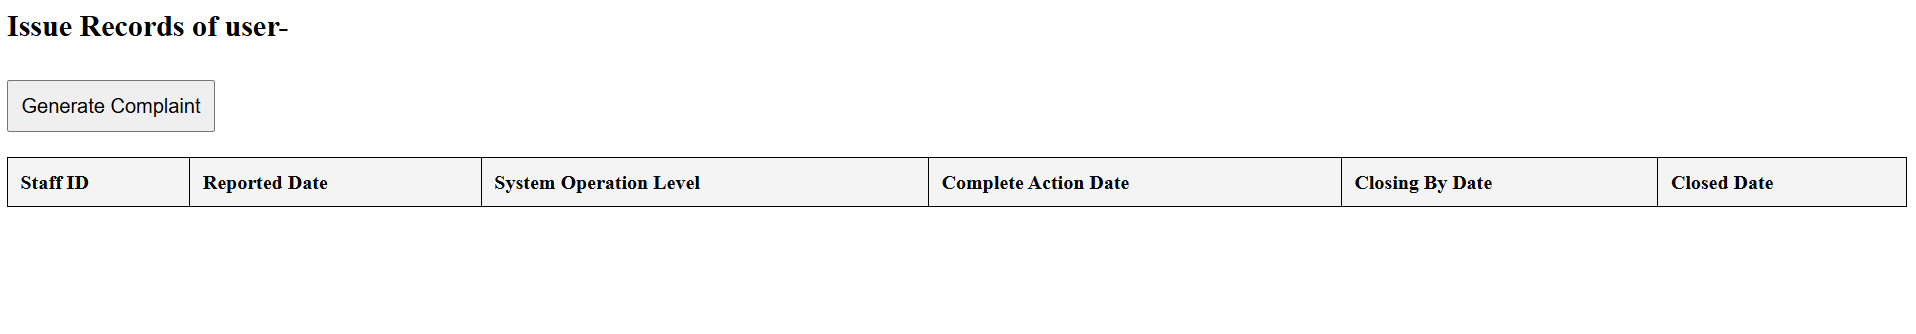 Issue Records of user-
Generate Complaint
Staff ID Reported Date System Operation Level Complete Action Date Closing By Date Closed Date